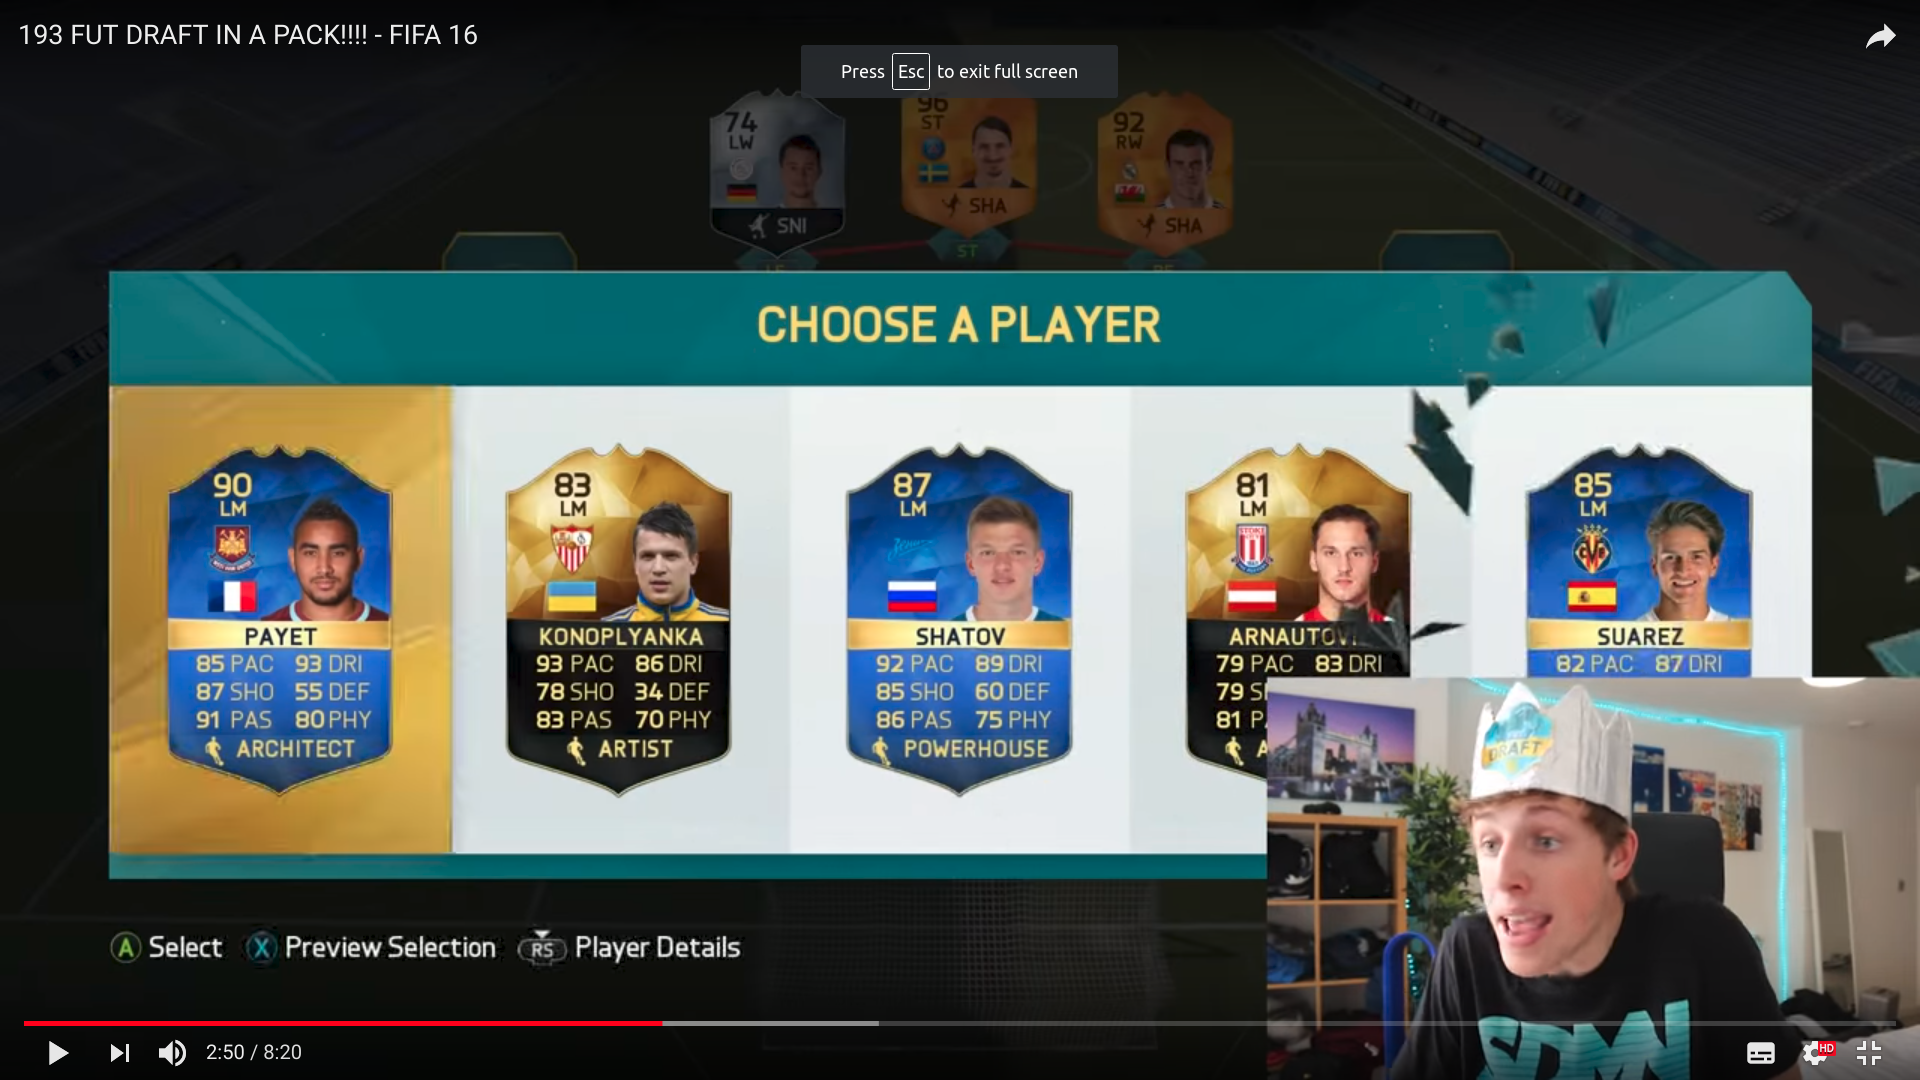 193 FUT DRAFT IN A PACK!!!! - FIFA 16
Press Esc to exit full screen
74
LW
SNI
96
ST
SHA
ST
92
RW
SHA
CHOOSE A PLAYER
90
LM
PAYET
85 PAC 93 DRI
87 SHO 55 DEF
91 PAS 80 PHY
ARCHITECT
83
LM
KONOPLYANKA
93 PAC 86 DRI
78 SHO 34 DEF
83 PAS 70 PHY
ARTIST
87
LM
SHATOV
92 PAC 89 DRI
85 SHO 60 DEF
86 PAS 75 PHY
POWERHOUSE
81
LM
STOKE
79 PAC 83 DRI
79
81
85
LM
SUAREZ
82 PAC 87 DRI
DRAFT
SDMN
A Select X Preview Selection RS Player Details
2:50 / 8:20
HD